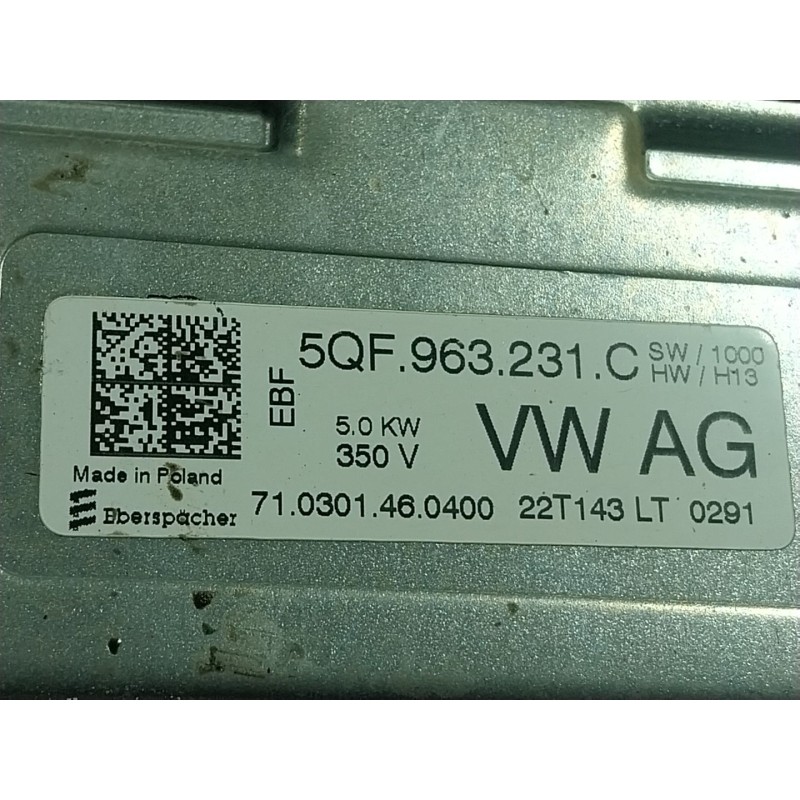 5QF.963.231.C SW / 1000
HW / H13
EBF
5.0 KW
350 V
VW AG
Made in Poland
Eberspächer 71.0301.46.0400 22T143 LT 0291